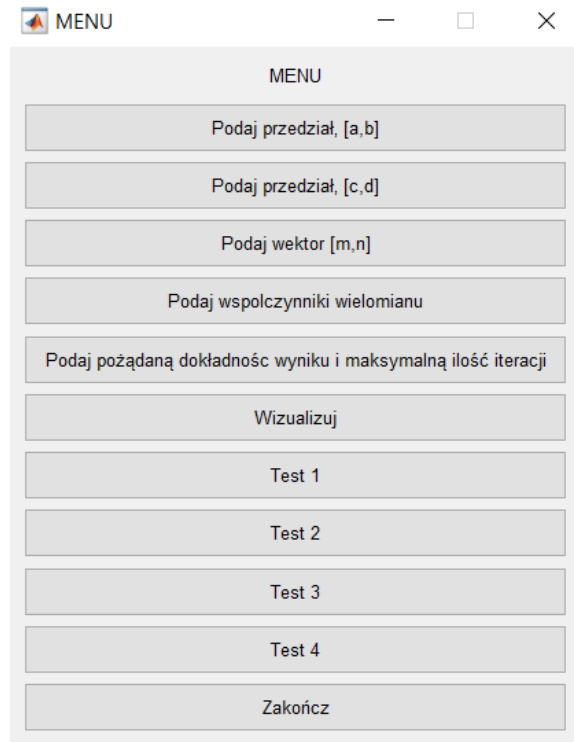 MENU
MENU
Podaj przedział, [a,b]
Podaj przedział, [c,d]
Podaj wektor [m,n]
Podaj wspolczynniki wielomianu
Podaj pożądaną dokładnośc wyniku i maksymalną ilość iteracji
Wizualizuj
Test 1
Test 2
Test 3
Test 4
Zakończ